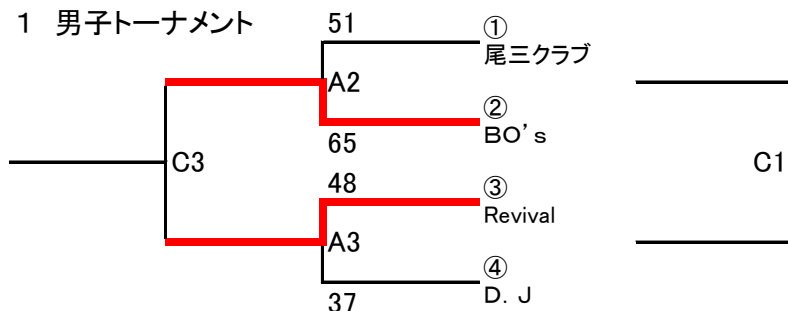 1 男子トーナメント
51
①
尾三クラブ
A2
②
BO's
65
C3
C1
48
③
Revival
A3
④
D．J
37